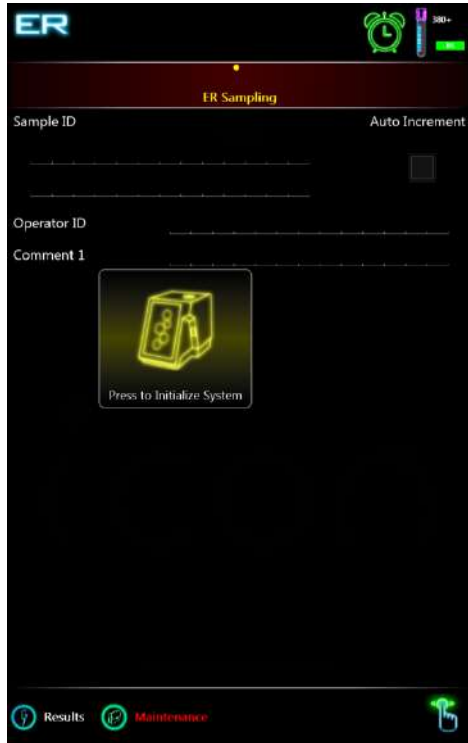 ER
380+
ER Sampling
Sample ID
Auto Increment
Operator ID
Comment 1
Press to Initialize System
Results
Maintenance